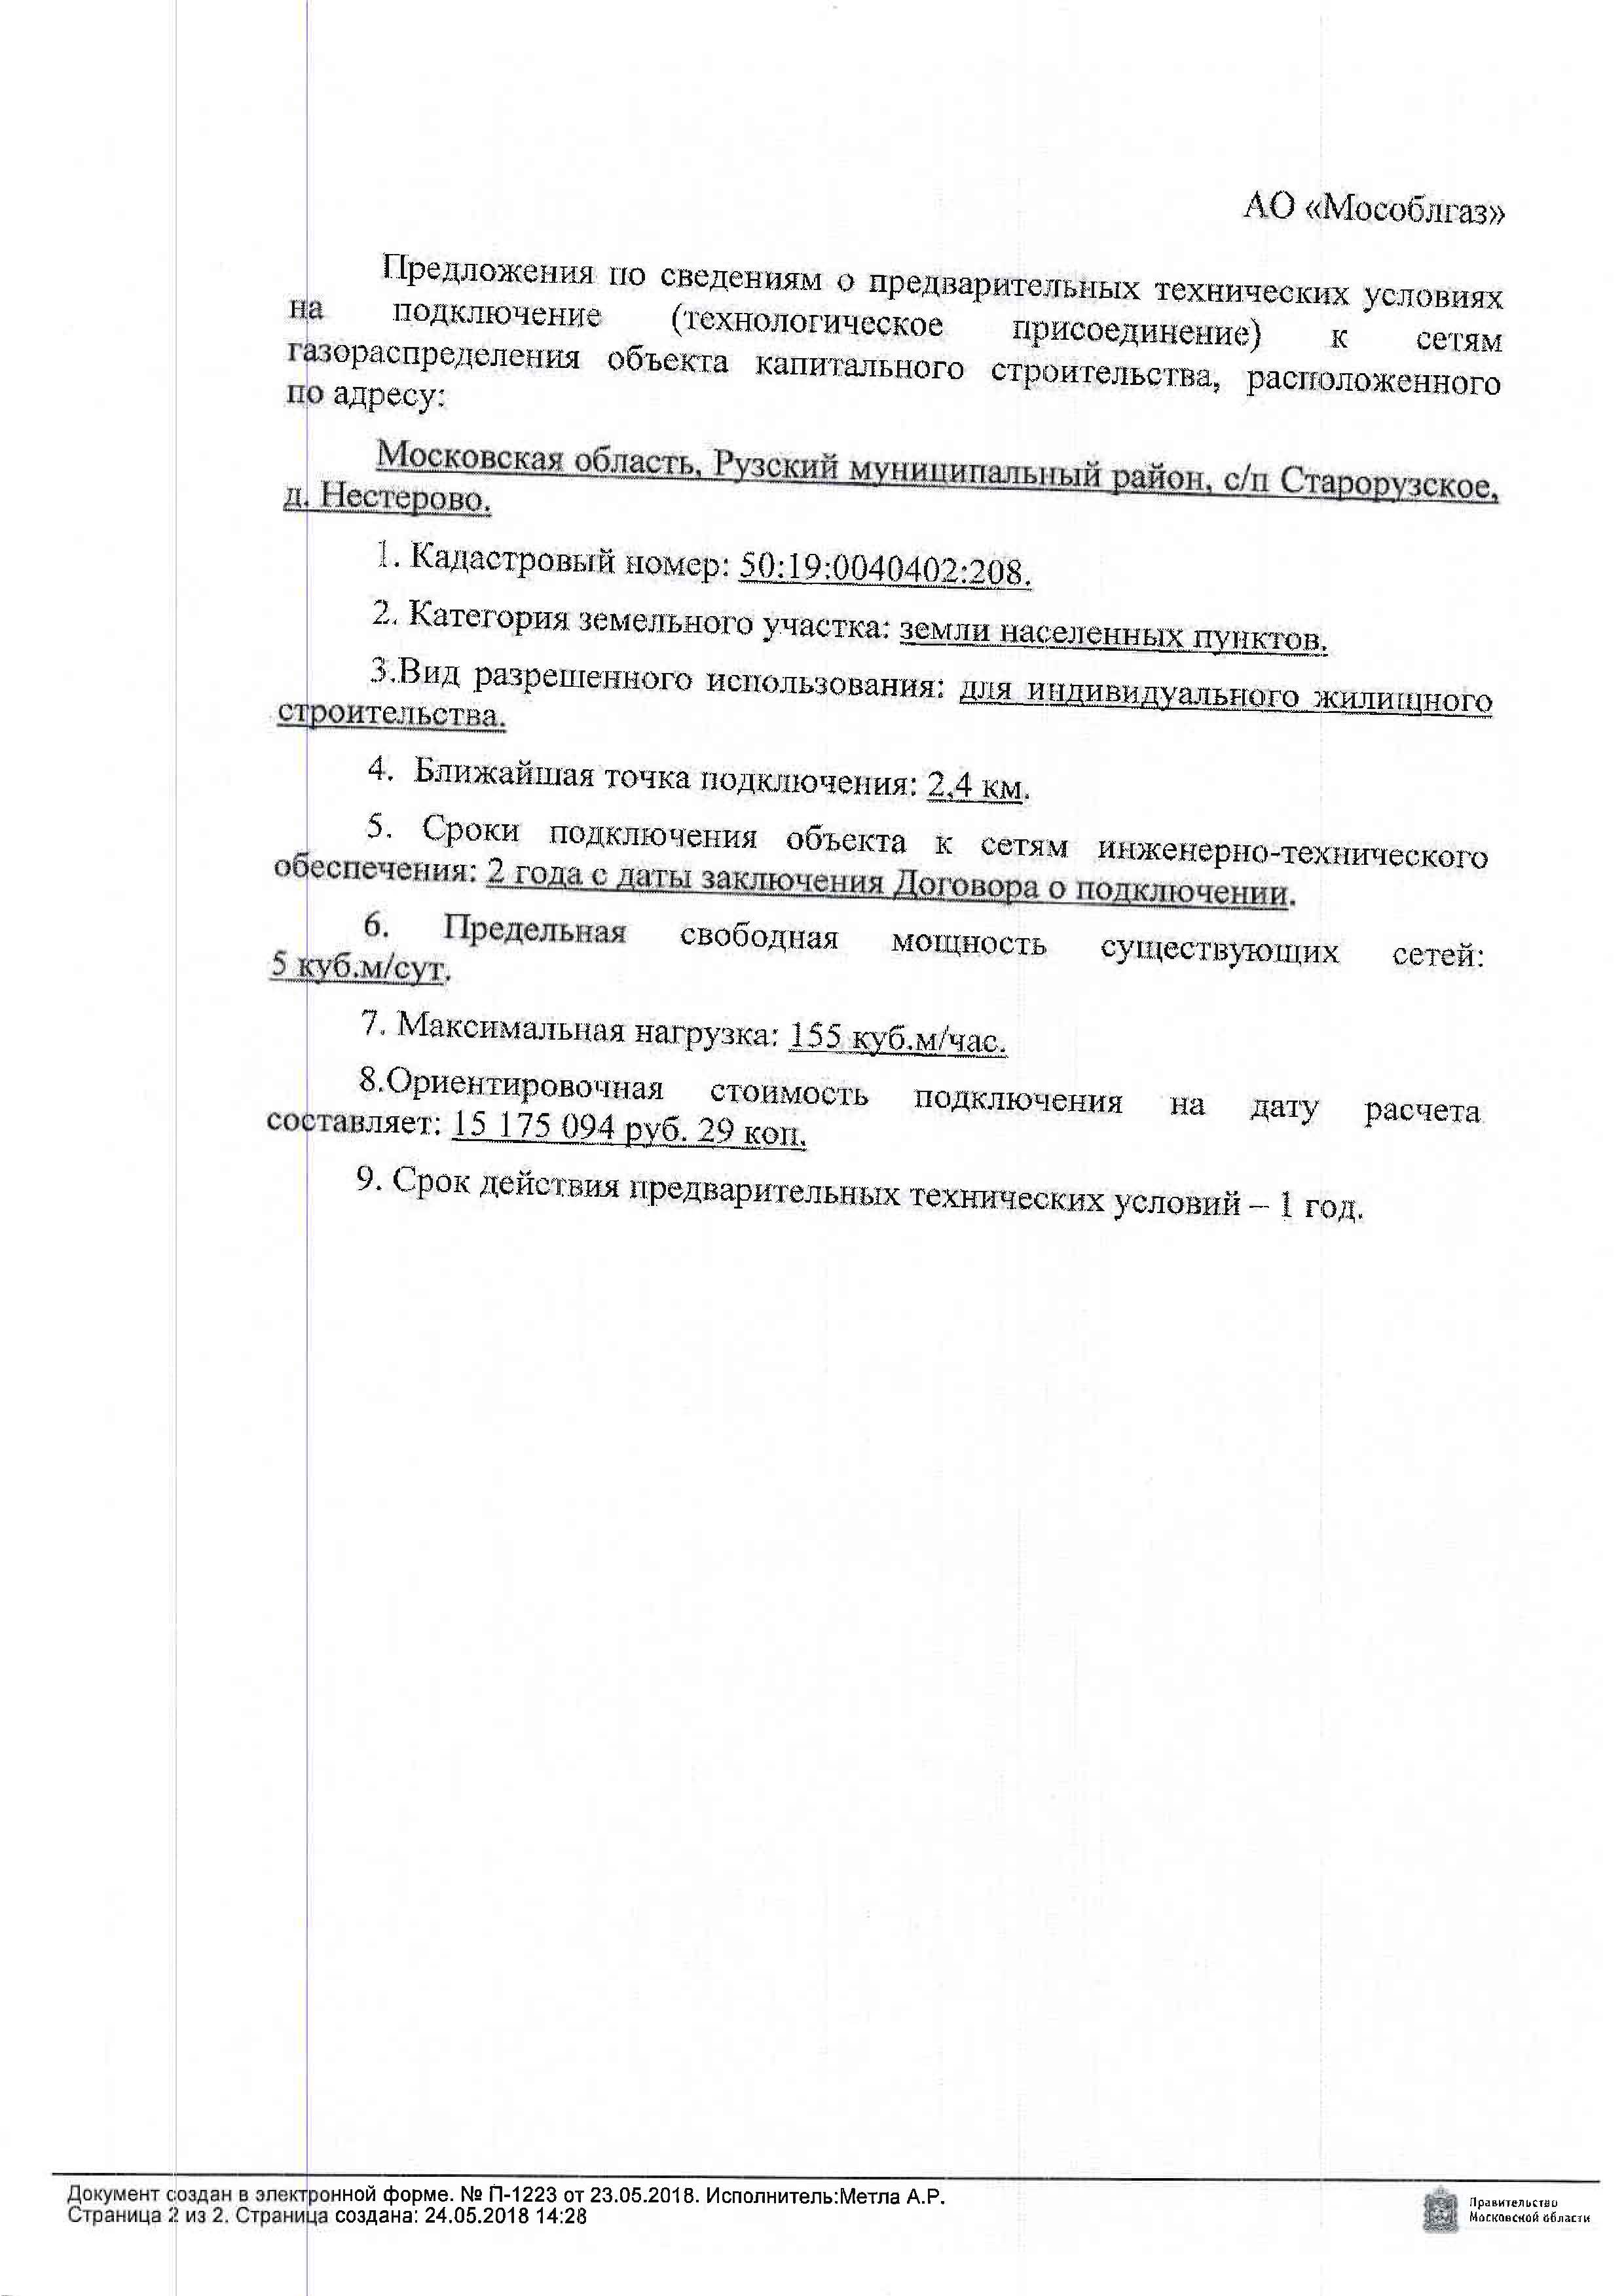 АО «Мособлгаз»
Предложения по сведениям о предварительных технических условиях
на подключение (технологическое присоединение) к сетям
газораспределения объекта капитального строительства, расположенного
по адресу:
Московская область, Рузский муниципальный район, с/п Старорузское,
д. Нестерово.
1. Кадастровый номер: 50:19:0040402:208.
2. Категория земельного участка: земли населенных пунктов.
3.Вид разрешенного использования: для индивидуального жилищного
строительства.
4. Ближайшая точка подключения: 2,4 км.
5. Сроки подключения объекта к сетям инженерно-технического
обеспечения: 2 года с даты заключения Договора о подключении.
6. Предельная свободная мощность существующих сетей:
5 куб.м/сут.
7. Максимальная нагрузка: 155 куб.м/час.
8.Ориентировочная стоимость подключения на дату расчета
составляет: 15 175 094 руб. 29 коп.
9. Срок действия предварительных технических условий – 1 год.
Документ создан в электронной форме. № П-1223 от 23.05.2018. Исполнитель:Метла А.Р.
Страница 2 из 2. Страница создана: 24.05.2018 14:28
Правительство
Московской области